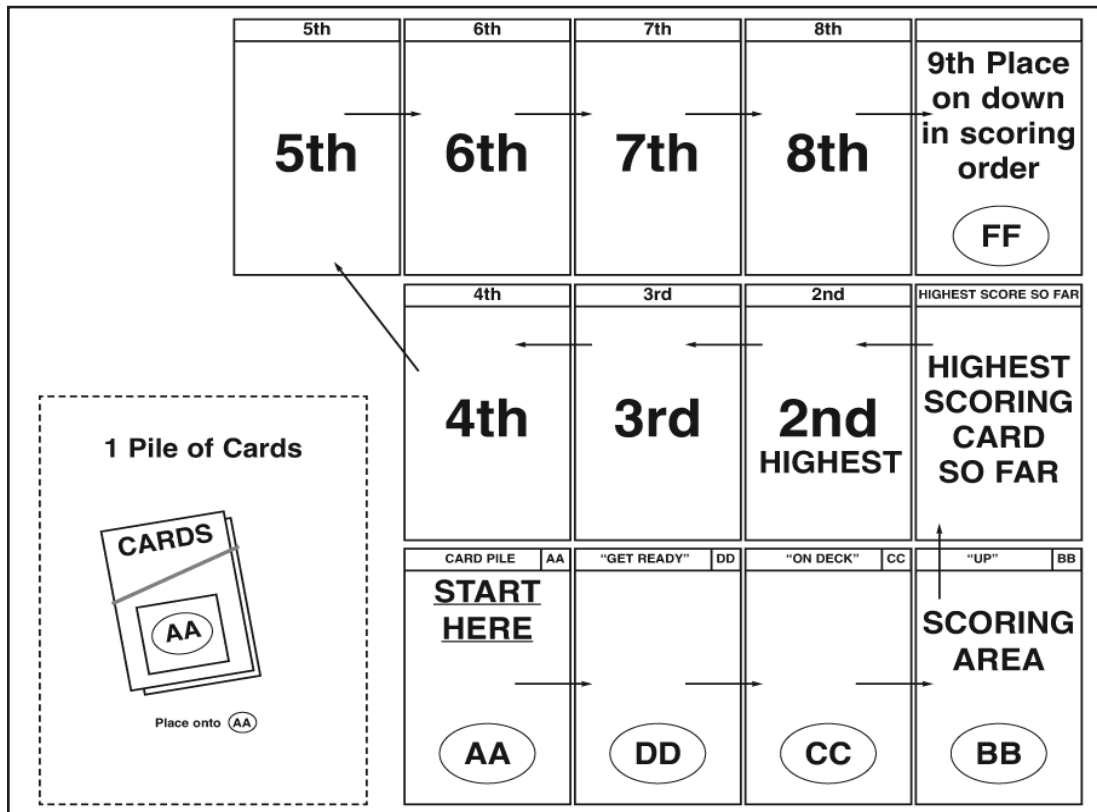 5th
6th
7th
8th
5th
6th
7th
8th
9th Place
on down
in scoring
order
FF
4th
3rd
2nd
HIGHEST SCORE SO FAR
4th
3rd
2nd
HIGHEST
HIGHEST
SCORING
CARD
SO FAR
1 Pile of Cards
CARDS
AA
Place onto AA
CARD PILE AA
"GET READY" DD
"ON DECK" CC
"UP" BB
START
HERE
SCORING
AREA
AA
DD
CC
BB